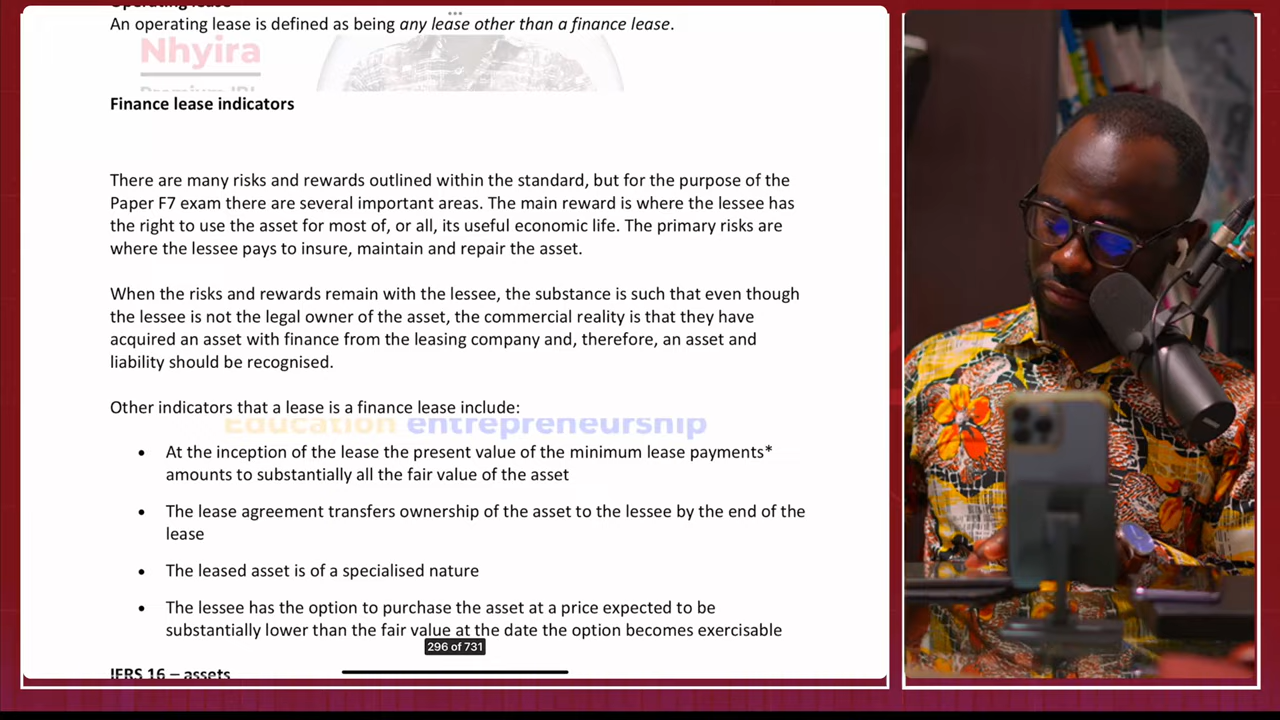 Operating lease
An operating lease is defined as being any lease other than a finance lease.
Nhyira
Premium IBL
Finance lease indicators
There are many risks and rewards outlined within the standard, but for the purpose of the
Paper F7 exam there are several important areas. The main reward is where the lessee has
the right to use the asset for most of, or all, its useful economic life. The primary risks are
where the lessee pays to insure, maintain and repair the asset.
When the risks and rewards remain with the lessee, the substance is such that even though
the lessee is not the legal owner of the asset, the commercial reality is that they have
acquired an asset with finance from the leasing company and, therefore, an asset and
liability should be recognised.
Other indicators that a lease is a finance lease include:
Education entrepreneurship
• At the inception of the lease the present value of the minimum lease payments*
amounts to substantially all the fair value of the asset
• The lease agreement transfers ownership of the asset to the lessee by the end of the
lease
• The leased asset is of a specialised nature
• The lessee has the option to purchase the asset at a price expected to be
substantially lower than the fair value at the date the option becomes exercisable
296 of 731
IFRS 16 – assets